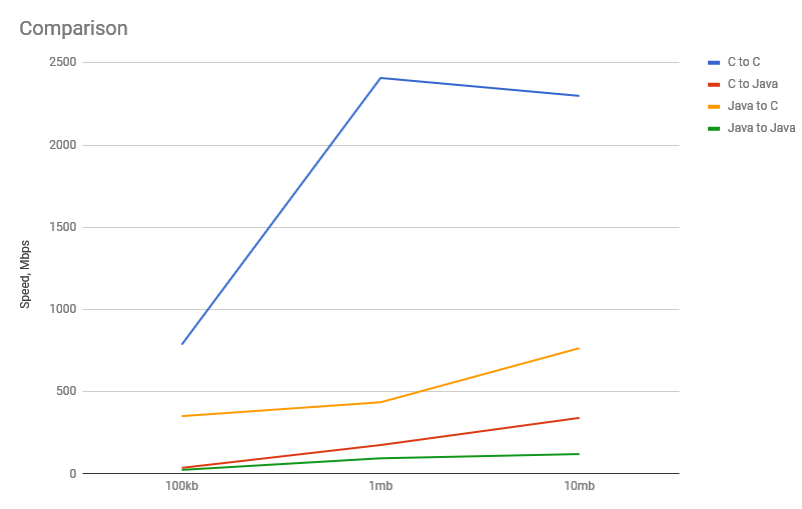 Comparison
2500
2000
1500
1000
500
0
Speed, Mbps
100kb
1mb
10mb
C to C
C to Java
Java to C
Java to Java